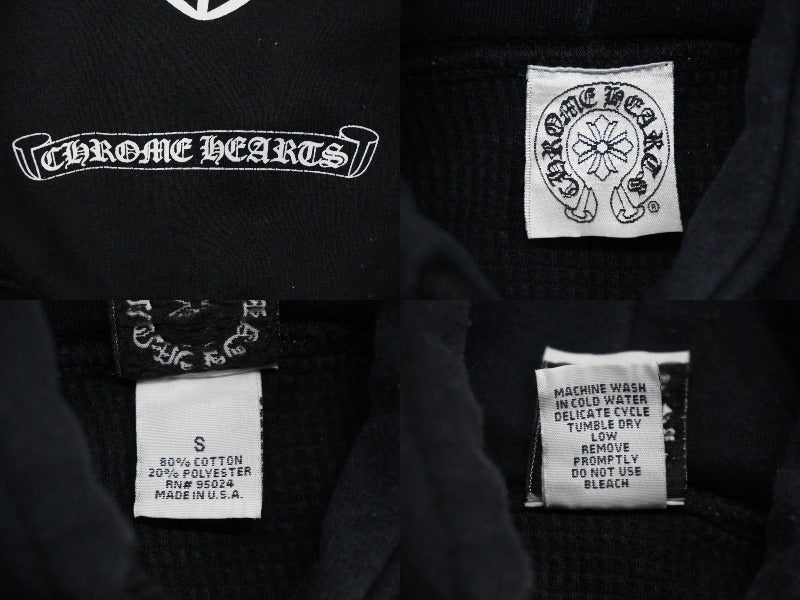 CHROME HEARTS
CHROME HEARTS
®
S
80% COTTON
20% POLYESTER
RN# 95024
MADE IN U.S.A.
MACHINE WASH
IN COLD WATER
DELICATE CYCLE
TUMBLE DRY
LOW
REMOVE
PROMPTLY
DO NOT USE
BLEACH